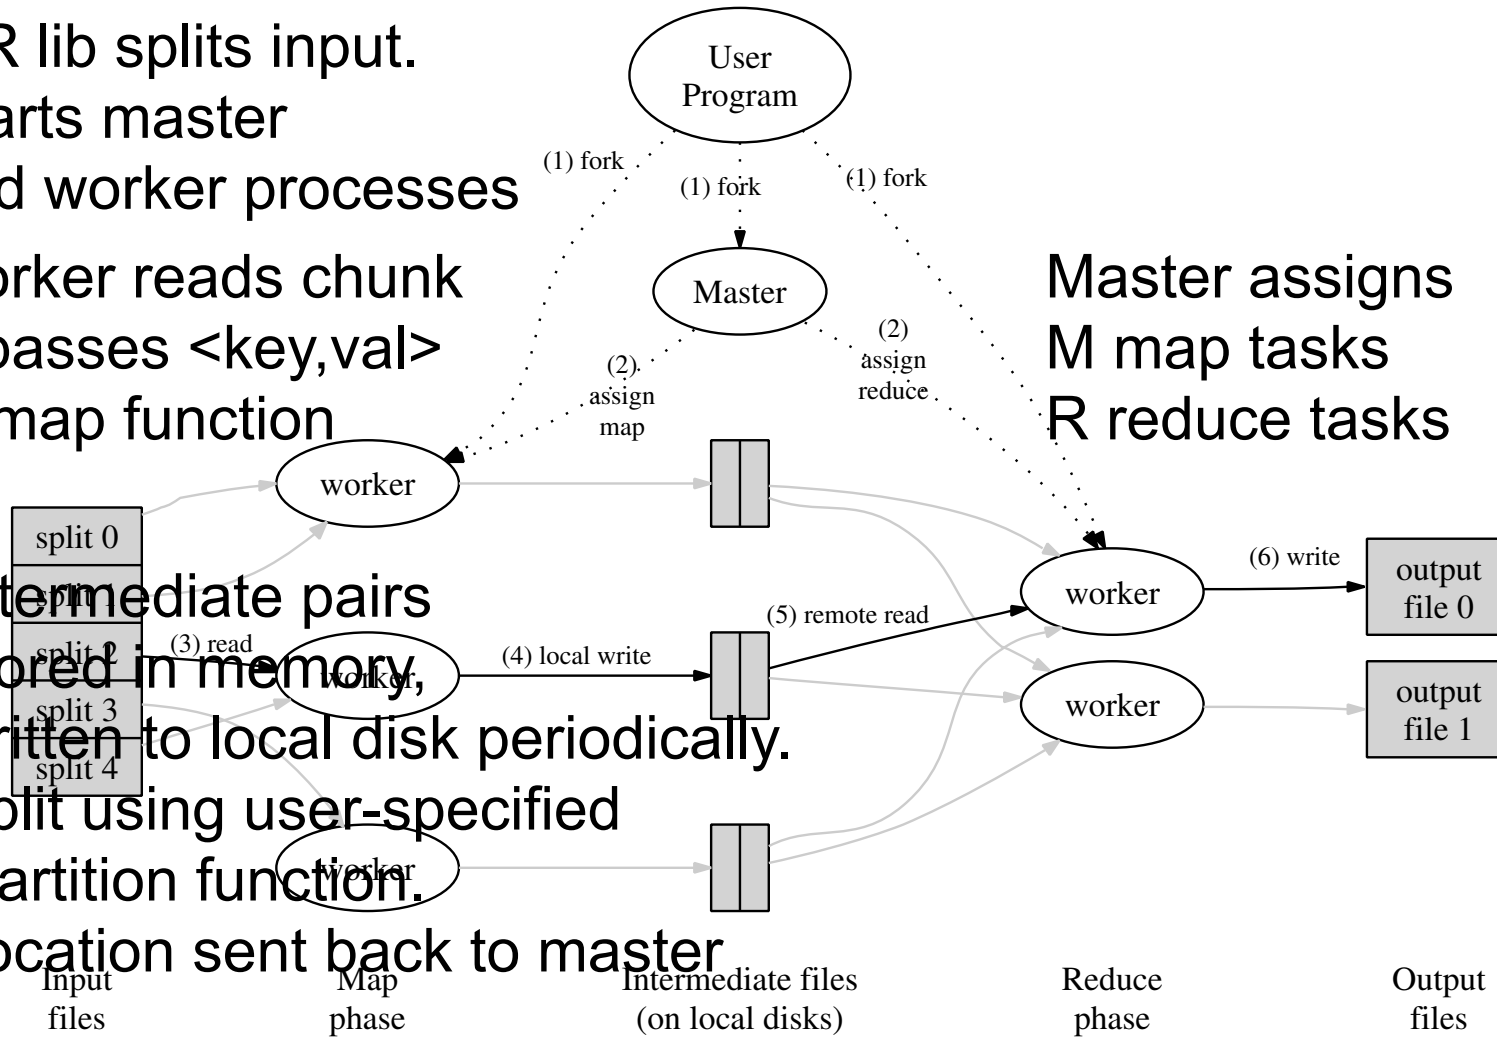 R lib splits input.
arts master
d worker processes
orker reads chunk
passes <key,val>
map function
User
Program
(1) fork
(1) fork
(1) fork
Master
(2)
assign
map
(2)
assign
reduce
Master assigns
M map tasks
R reduce tasks
split 0
split 1
split 2
split 3
split 4
(3) read
worker
worker
worker
termediate pairs
ored in memory,
ritten to local disk periodically.
plit using user-specified
artition function.
ocation sent back to master
(4) local write
(5) remote read
worker
worker
(6) write
output
file 0
output
file 1
Input
files
Map
phase
Intermediate files
(on local disks)
Reduce
phase
Output
files